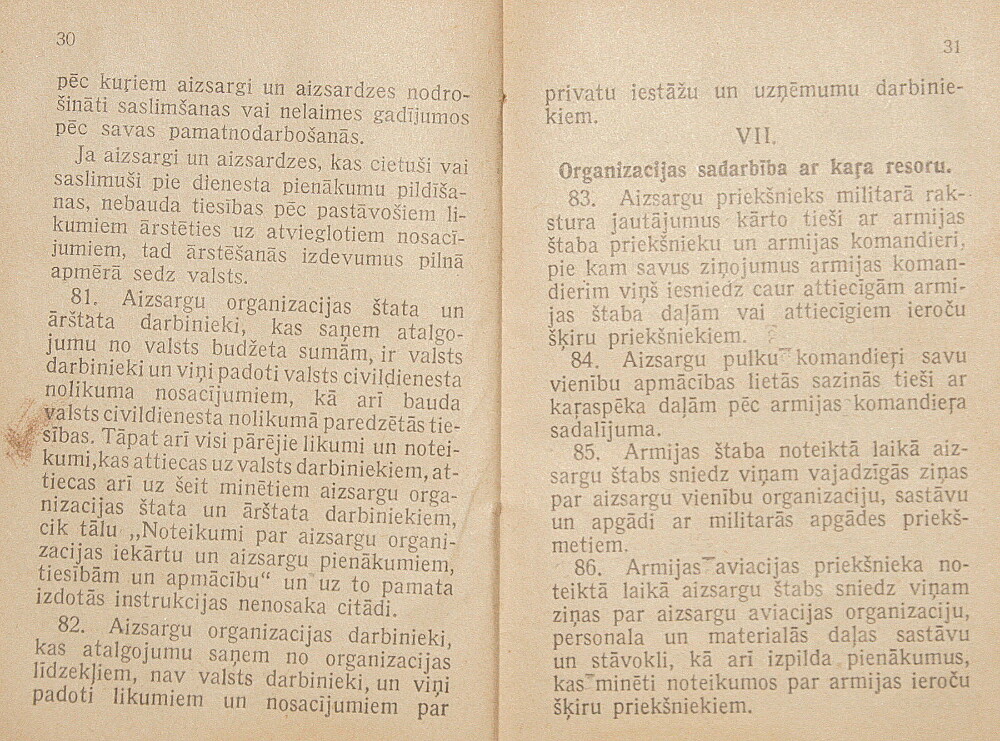 30
pēc kuŗiem aizsargi un aizsardzes nodro-
šināti saslimšanas vai nelaimes gadījumos
pēc savas pamatnodarbošanās.
Ja aizsargi un aizsardzes, kas cietuši vai
saslimuši pie dienesta pienākumu pildīša-
nas, nebauda tiesības pēc pastāvošiem li-
kumiem ārstēties uz atvieglotiem nosacī-
jumiem, tad ārstēšanās izdevumus pilnā
apmērā sedz valsts.
81. Aizsargu organizacijas štata un
ārštata darbinieki, kas saņem atalgo-
jumu no valsts budžeta sumām, ir valsts
darbinieki un viņi padoti valsts civildienesta
nolikuma nosacījumiem, kā arī bauda
valsts civildienesta nolikumā paredzētās tie-
sības. Tāpat arī visi pārējie likumi un notei-
kumi,kas attiecas uz valsts darbiniekiem, at-
tiecas arī uz šeit minētiem aizsargu orga-
nizacijas štata un ārštata darbiniekiem,
cik tālu „Noteikumi par aizsargu organi-
zacijas iekārtu un aizsargu pienākumiem,
tiesībām un apmācību“ un uz to pamata
izdotās instrukcijas nenosaka citādi.
82. Aizsargu organizacijas darbinieki,
kas atalgojumu saņem no organizacijas
līdzekļiem, nav valsts darbinieki, un viņi
padoti likumiem un nosacījumiem par
31
privatu iestāžu un uzņēmumu darbinie-
kiem.
VII.
Organizacijas sadarbība ar kaŗa resoru.
83. Aizsargu priekšnieks militarā rak-
stura jautājumus kārto tieši ar armijas
štaba priekšnieku un armijas komandieri,
pie kam savus ziņojumus armijas koman-
dierim viņš iesniedz caur attiecīgām armi-
jas štaba daļām vai attiecīgiem ieroču
šķiru priekšniekiem.
84. Aizsargu pulku komandieŗi savu
vienību apmācības lietās sazinās tieši ar
kaŗaspēka daļām pēc armijas komandieŗa
sadalījuma.
85. Armijas štaba noteiktā laikā aiz-
sargu štabs sniedz viņam vajadzīgās ziņas
par aizsargu vienību organizaciju, sastāvu
un apgādi ar militarās apgādes priekš-
metiem.
86. Armijas aviacijas priekšnieka no-
teiktā laikā aizsargu štabs sniedz viņam
ziņas par aizsargu aviacijas organizaciju,
personala un materialās daļas sastāvu
un stāvokli, kā arī izpilda pienākumus,
kas minēti noteikumos par armijas ieroču
šķiru priekšniekiem.